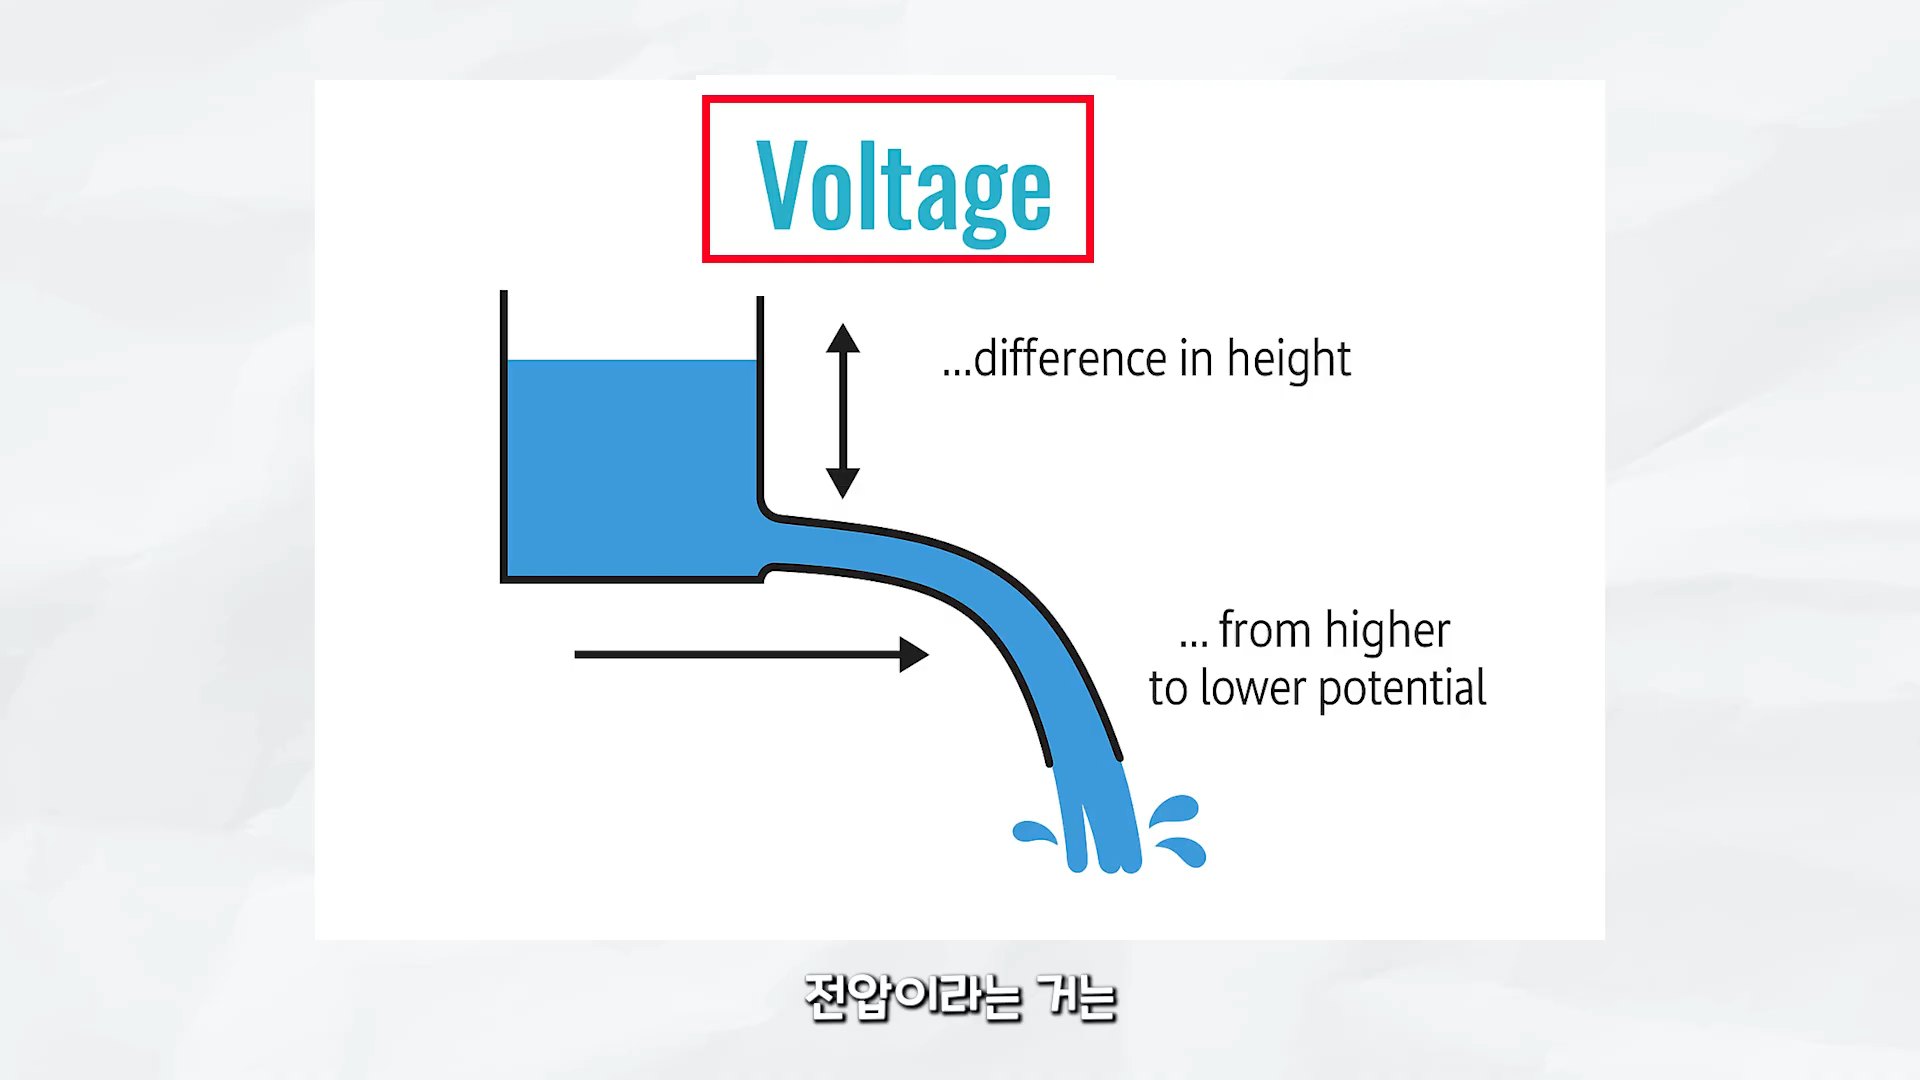 Voltage
...difference in height
... from higher
to lower potential
전압이라는 거는